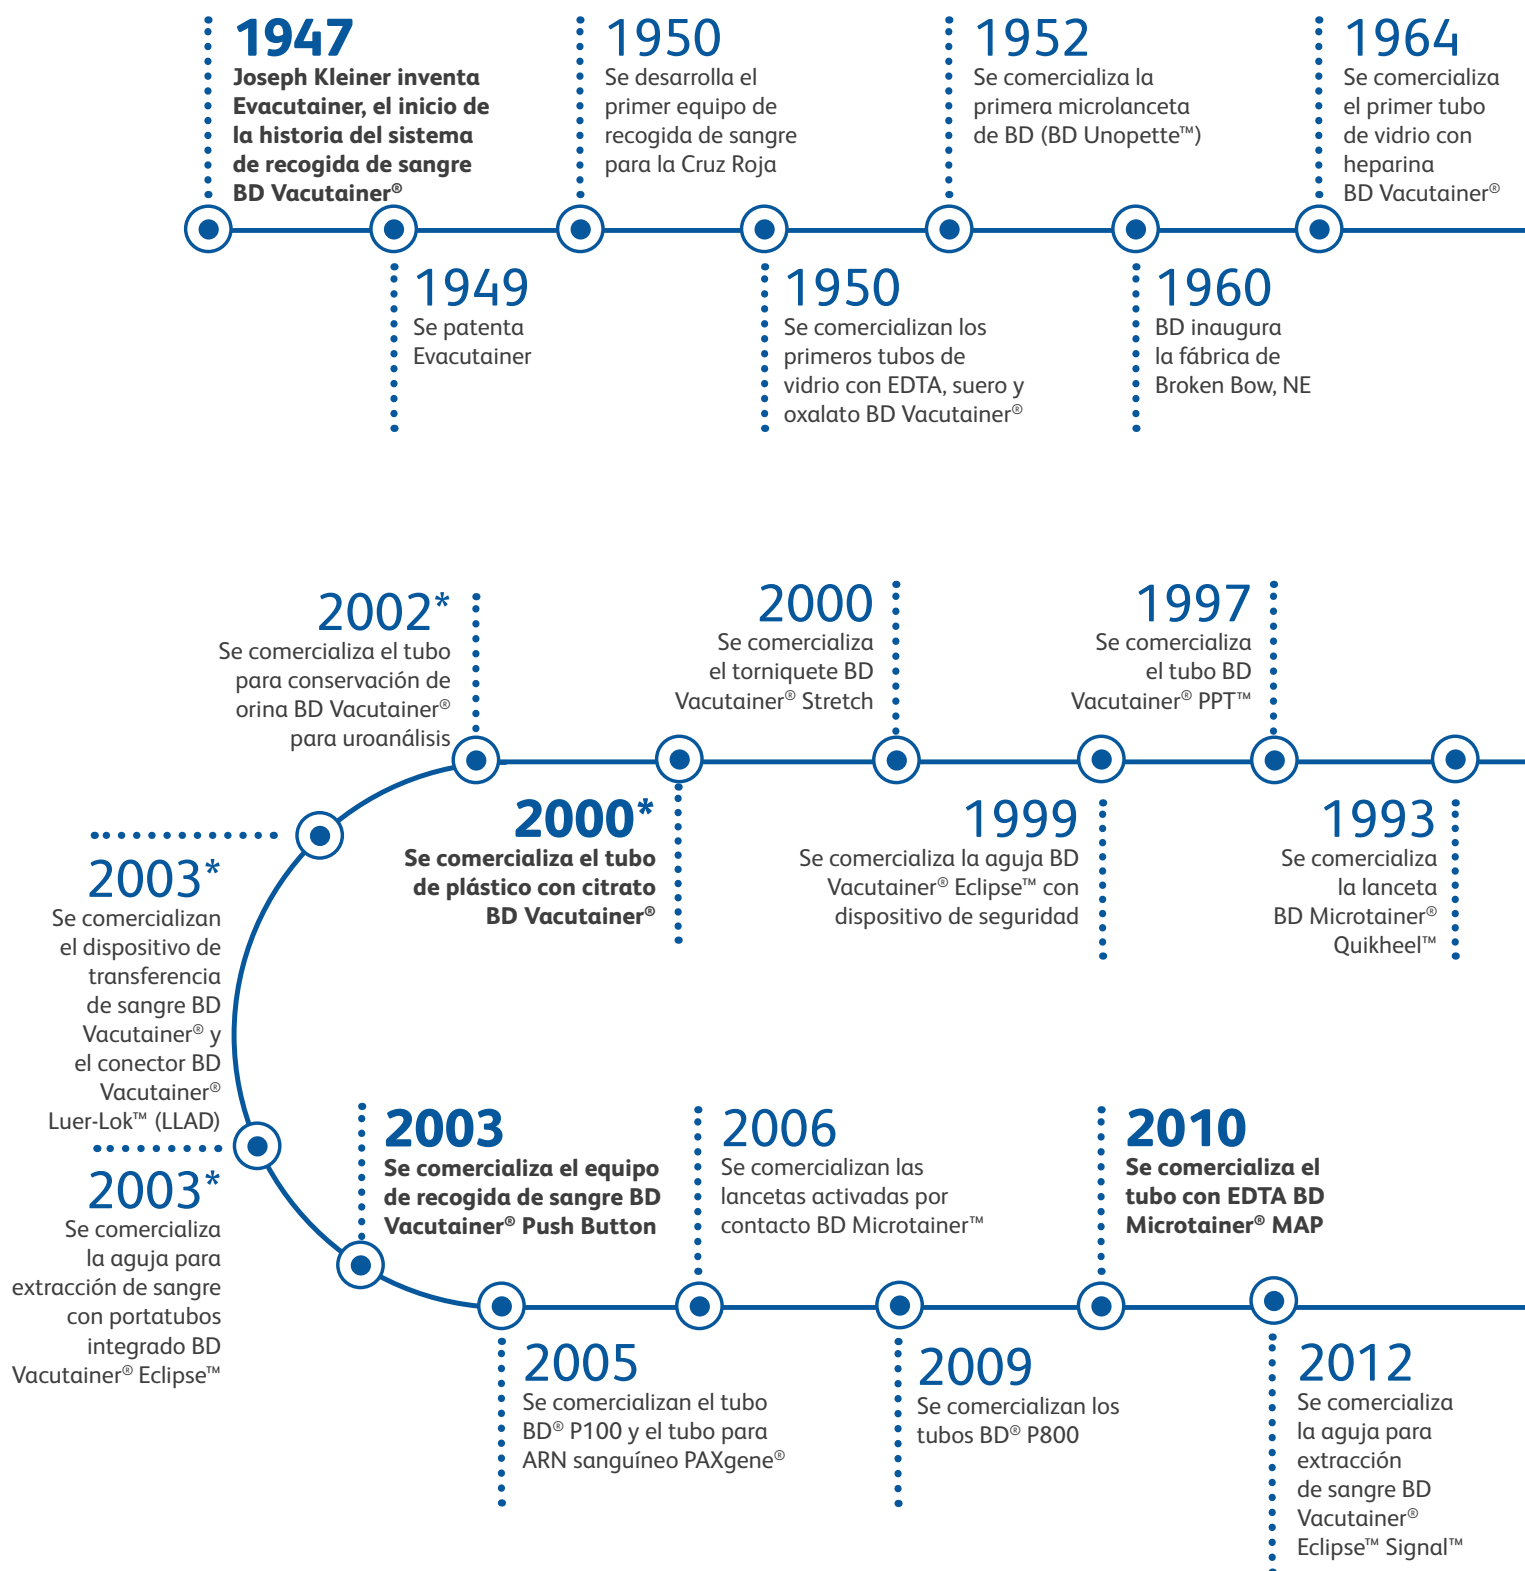 1947
Joseph Kleiner inventa
Evacutainer, el inicio de
la historia del sistema
de recogida de sangre
BD Vacutainer®
1949
Se patenta
Evacutainer
1950
Se desarrolla el
primer equipo de
recogida de sangre
para la Cruz Roja
1950
Se comercializan los
primeros tubos de
vidrio con EDTA, suero y
oxalato BD Vacutainer®
1952
Se comercializa la
primera microlanceta
de BD (BD Unopette™)
1960
BD inaugura
la fábrica de
Broken Bow, NE
1964
Se comercializa
el primer tubo
de vidrio con
heparina
BD Vacutainer®
1993
Se comercializa
la lanceta
BD Microtainer®
Quikheel™
1997
Se comercializa
el tubo BD
Vacutainer® PPT™
1999
Se comercializa la aguja BD
Vacutainer® Eclipse™ con
dispositivo de seguridad
2000
Se comercializa
el torniquete BD
Vacutainer® Stretch
2000*
Se comercializa el tubo
de plástico con citrato
BD Vacutainer®
2002*
Se comercializa el tubo
para conservación de
orina BD Vacutainer®
para uroanálisis
2003*
Se comercializan
el dispositivo de
transferencia
de sangre BD
Vacutainer® y
el conector BD
Vacutainer®
Luer-Lok™ (LLAD)
2003*
Se comercializa
la aguja para
extracción de sangre
con portatubos
integrado BD
Vacutainer® Eclipse™
2003
Se comercializa el equipo
de recogida de sangre BD
Vacutainer® Push Button
2005
Se comercializan el tubo
BD® P100 y el tubo para
ARN sanguíneo PAXgene®
2006
Se comercializan las
lancetas activadas por
contacto BD Microtainer™
2009
Se comercializan los
tubos BD® P800
2010
Se comercializa el
tubo con EDTA BD
Microtainer® MAP
2012
Se comercializa
la aguja para
extracción
de sangre BD
Vacutainer®
Eclipse™ Signal™